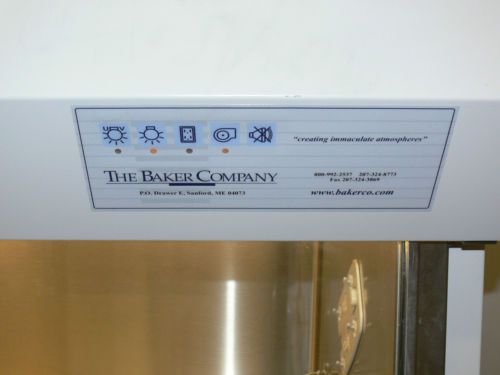 UV
"creating immaculate atmospheres"
THE BAKER COMPANY
P.O. Drawer E, Sanford, ME 04073
800-992-2537 207-324-8773
Fax 207-324-3869
www.bakerco.com